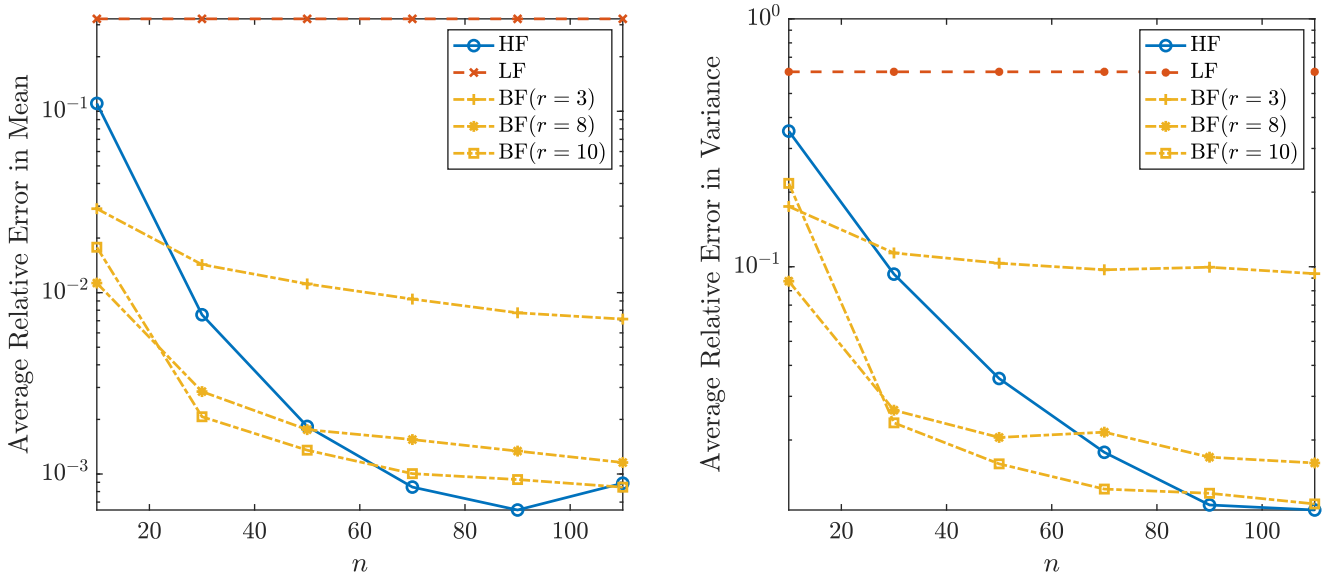 Average Relative Error in Mean
10^{-1}
10^{-2}
10^{-3}
20
40
60
80
100
n
HF
LF
BF(r = 3)
BF(r = 8)
BF(r = 10)
Average Relative Error in Variance
10^{0}
10^{-1}
20
40
60
80
100
n
HF
LF
BF(r = 3)
BF(r = 8)
BF(r = 10)